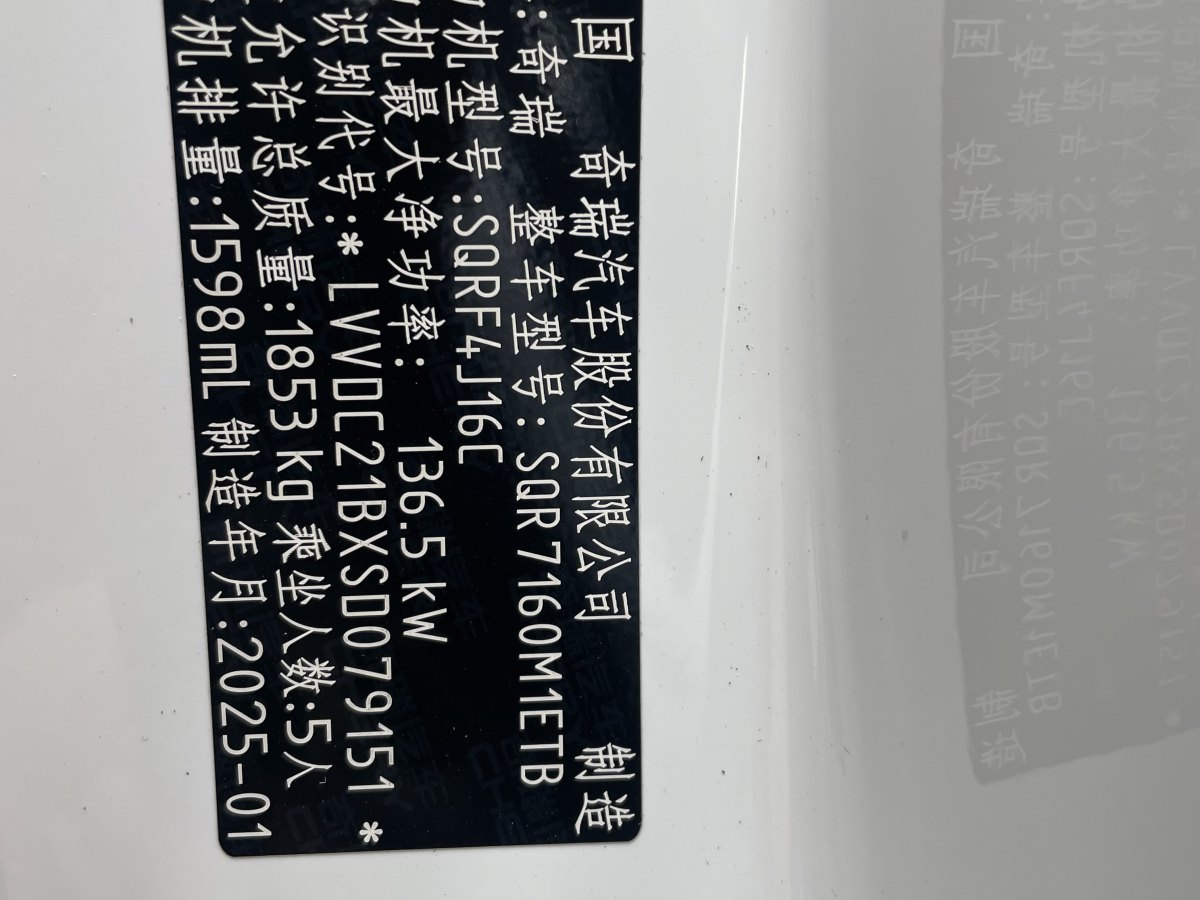 国 奇瑞汽车股份有限公司 制造
:奇瑞 整车型号:SQR7160M1ETB
机型号:SQRF4J16C
机最大净功率: 136.5 kW
识别代号:* LVVDC21BXSD079151 *
允许总质量:1853kg 乘坐人数:5人
机排量:1598mL 制造年月:2025-01